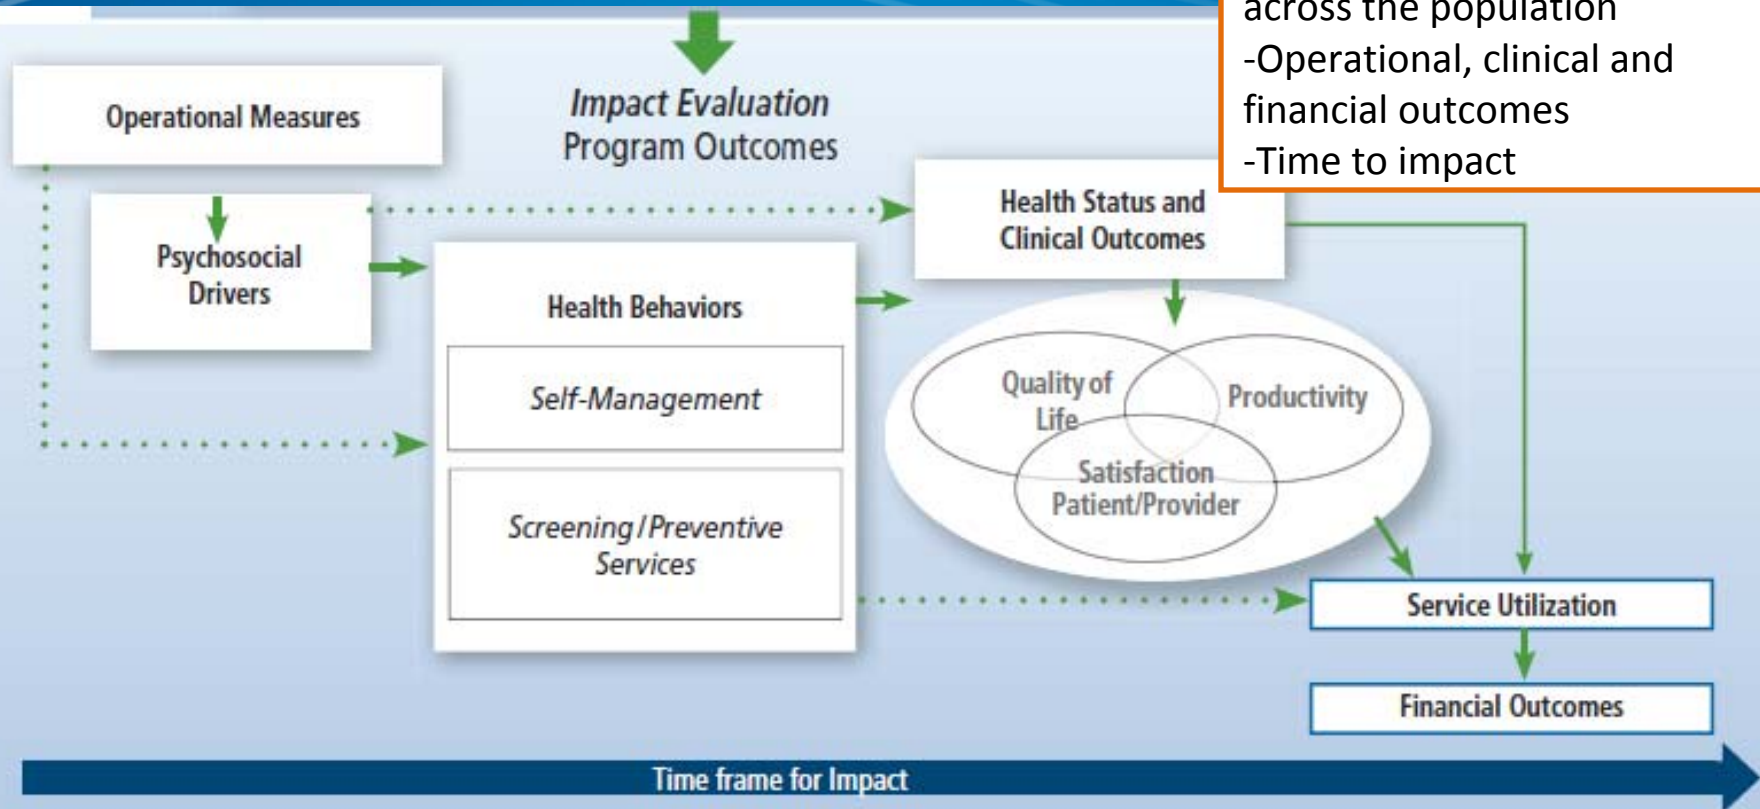 across the population
-Operational, clinical and
financial outcomes
-Time to impact
Impact Evaluation
Program Outcomes
Operational Measures
Psychosocial
Drivers
Health Behaviors
Self-Management
Screening/Preventive
Services
Health Status and
Clinical Outcomes
Quality of
Life
Productivity
Satisfaction
Patient/Provider
Service Utilization
Financial Outcomes
Time frame for Impact